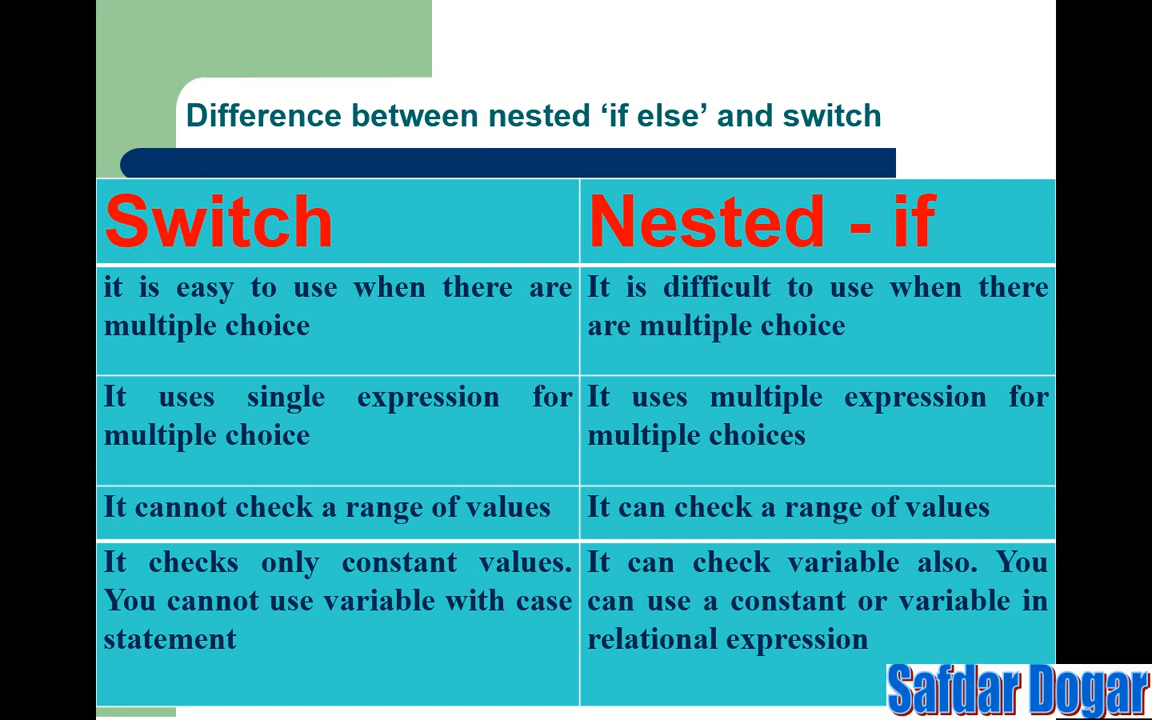 Difference between nested ‘if else’ and switch
Switch
Nested - if
it is easy to use when there are
multiple choice
It is difficult to use when there
are multiple choice
It uses single expression for
multiple choice
It uses multiple expression for
multiple choices
It cannot check a range of values
It can check a range of values
It checks only constant values.
You cannot use variable with case
statement
It can check variable also. You
can use a constant or variable in
relational expression
Safdar Dogar